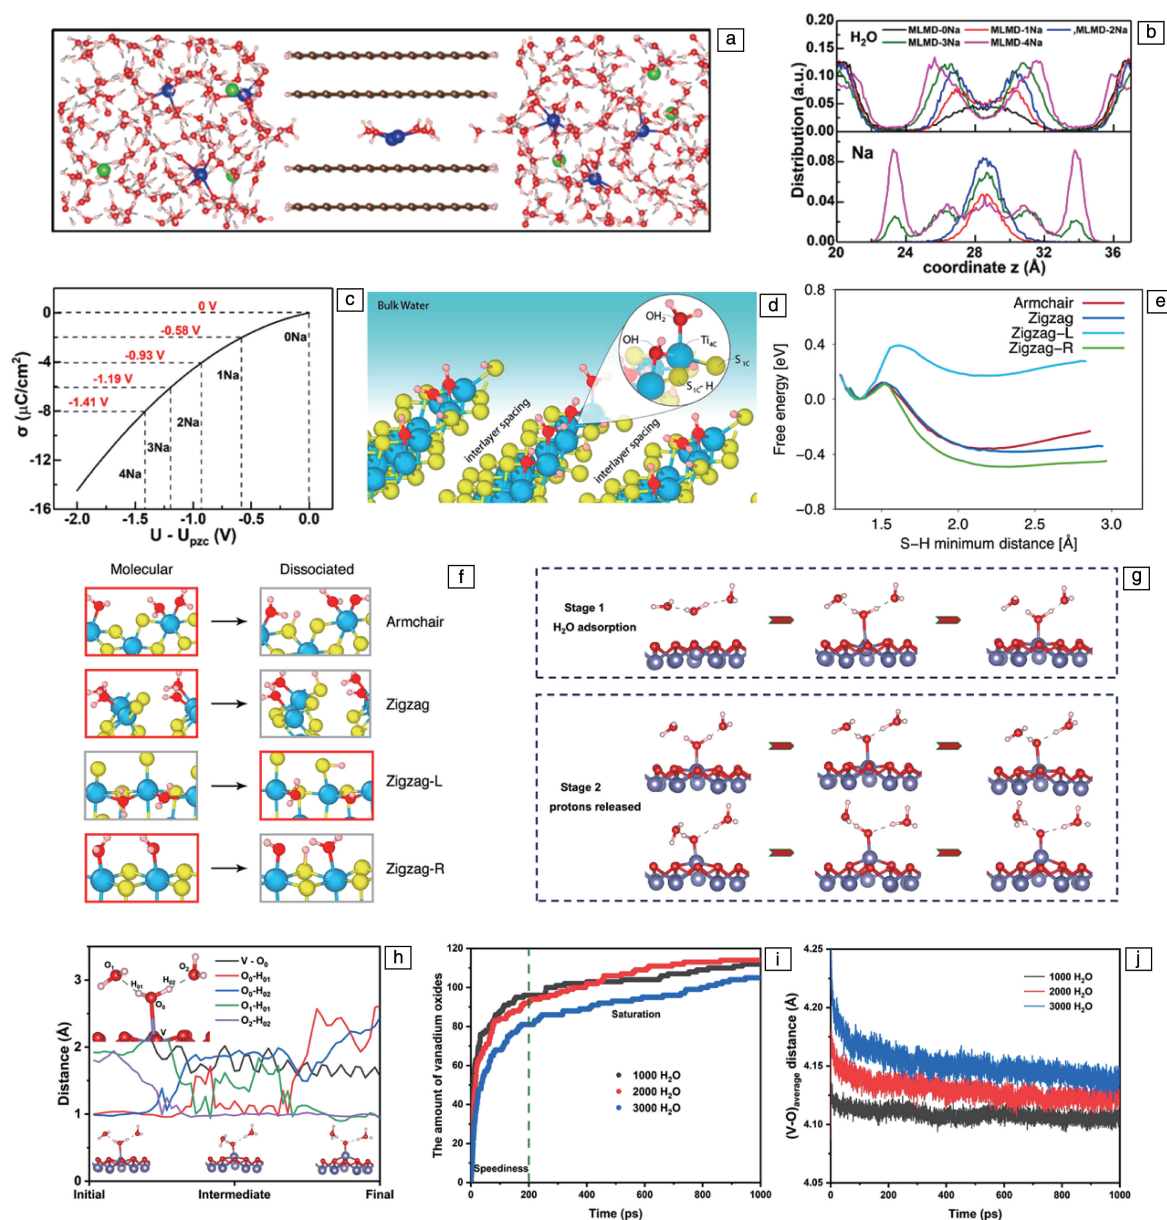 a
b
H₂O
MLMD-0Na MLMD-1Na ,MLMD-2Na
MLMD-3Na MLMD-4Na
0.20
0.15
0.10
0.05
0.00
Na
0.08
0.04
0.00
Distribution (a.u.)
20 24 28 32 36
coordinate z (Å)
c
0 V
-0.58 V
-0.93 V
-1.19 V
-1.41 V
0Na
1Na
2Na
3Na
4Na
0
-4
-8
-12
-16
σ (μC/cm²)
-2.0 -1.5 -1.0 -0.5 0.0
U - Upzc (V)
d
Bulk Water
OH₂
OH
Ti4C
S1C
S1C- H
interlayer spacing
interlayer spacing
e
Armchair
Zigzag
Zigzag–L
Zigzag–R
0.8
0.4
0.0
−0.4
−0.8
Free energy [eV]
1.5 2.0 2.5 3.0
S–H minimum distance [Å]
f
Molecular Dissociated
Armchair
Zigzag
Zigzag-L
Zigzag-R
g
Stage 1
H₂O adsorption
Stage 2
protons released
h
V - O₀
O₀-H₀₁
O₀-H₀₂
O₁-H₀₁
O₂-H₀₂
O₁
O₂
H₀₁
H₀₂
O₀
V
3
2
1
0
Distance (Å)
Initial Intermediate Final
i
120
100
80
60
40
20
0
The amount of vanadium oxides
Saturation
1000 H₂O
2000 H₂O
3000 H₂O
Speediness
0 200 400 600 800 1000
Time (ps)
j
1000 H₂O
2000 H₂O
3000 H₂O
4.25
4.20
4.15
4.10
4.05
(V-O)average distance (Å)
0 200 400 600 800 1000
Time (ps)